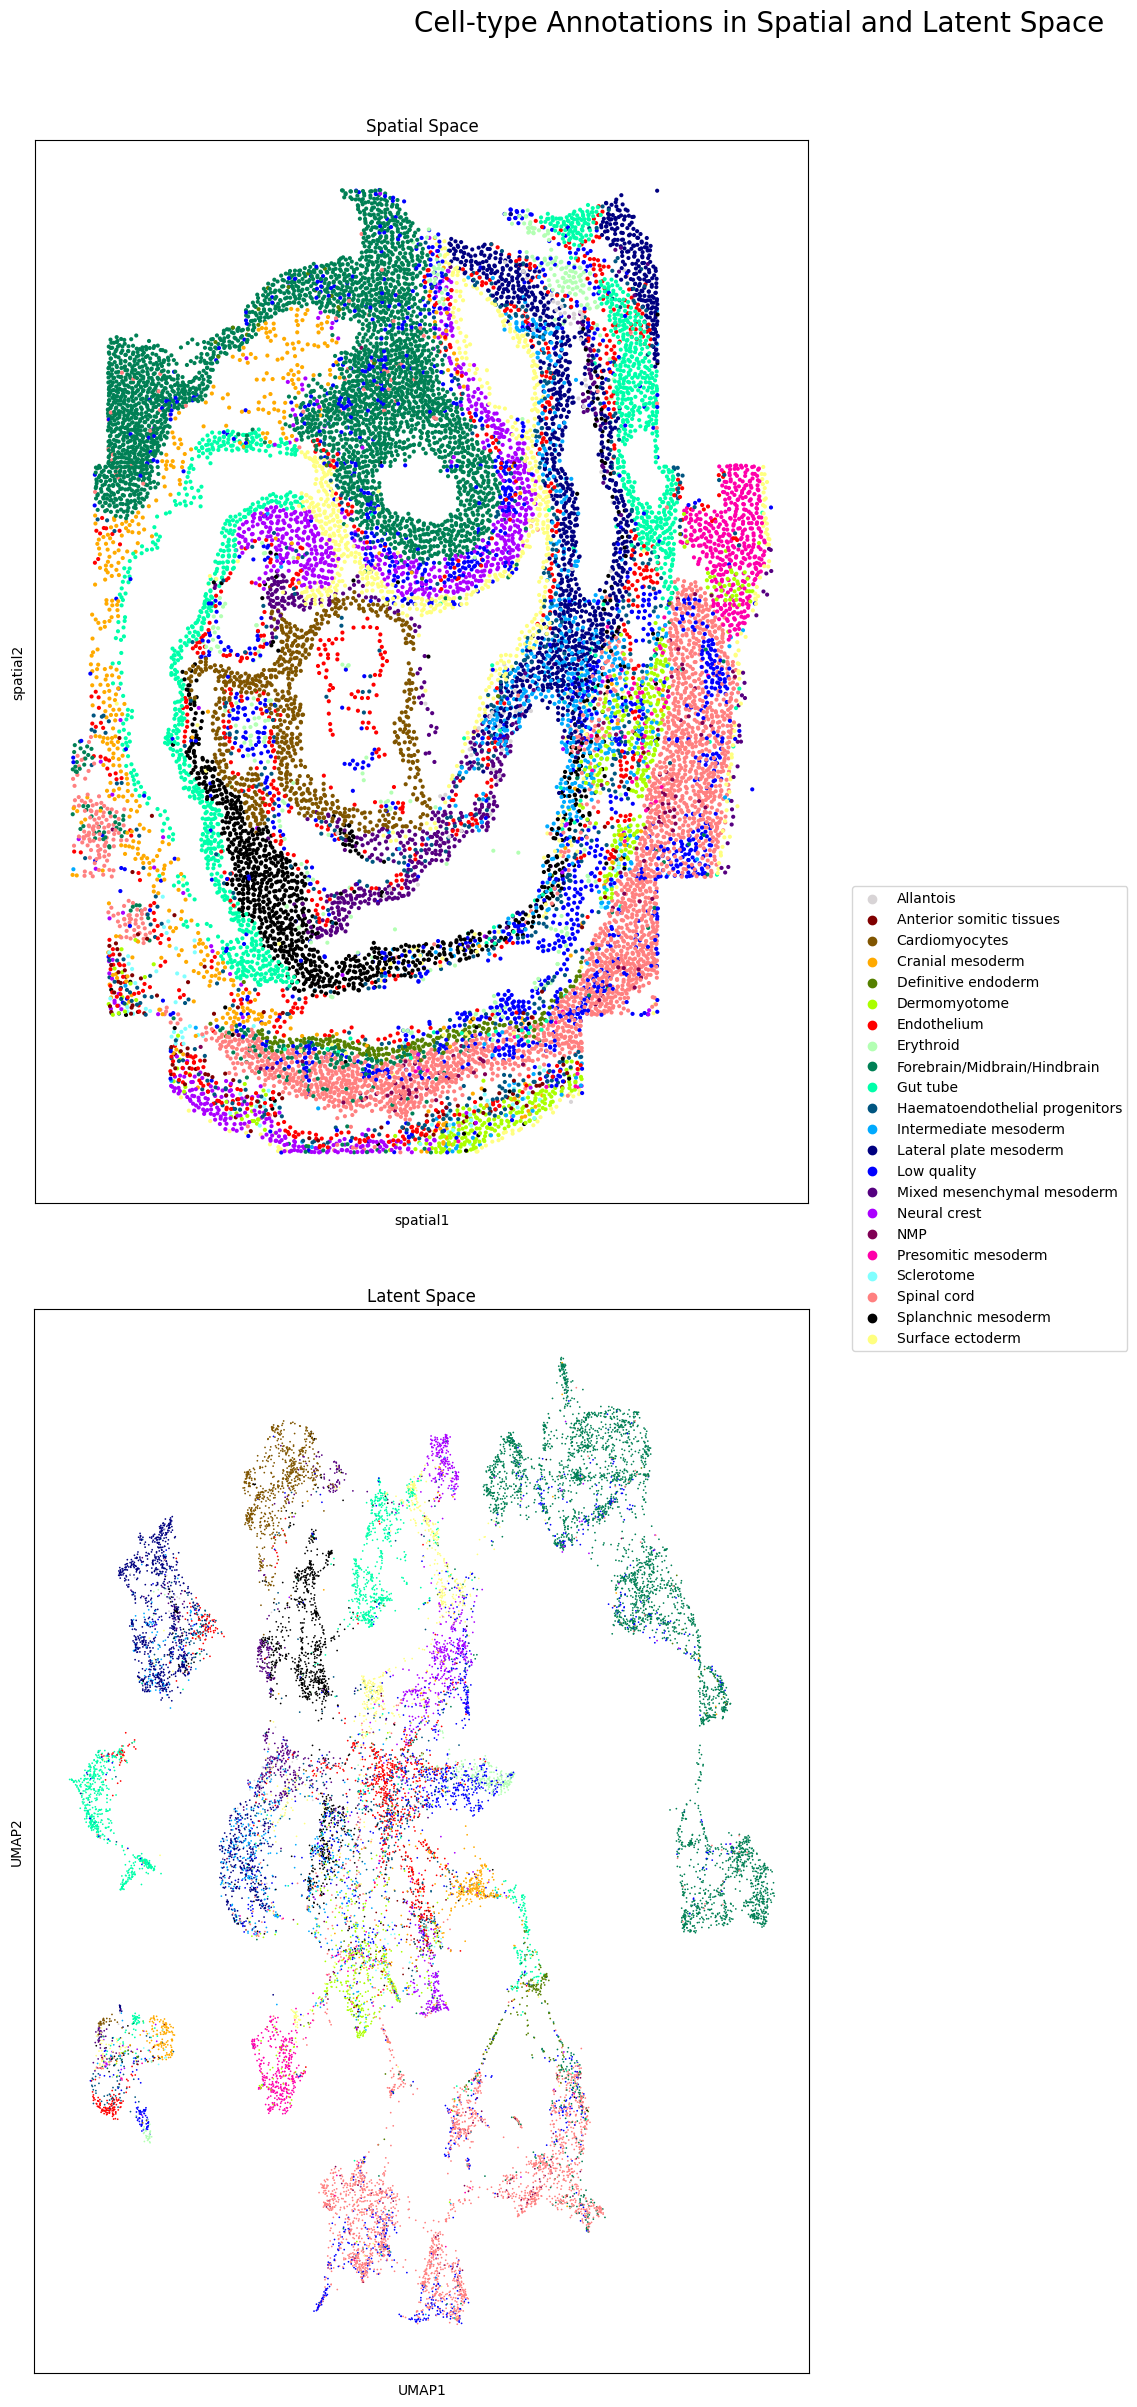 Cell-type Annotations in Spatial and Latent Space
Spatial Space
spatial2
spatial1
Allantois
Anterior somitic tissues
Cardiomyocytes
Cranial mesoderm
Definitive endoderm
Dermomyotome
Endothelium
Erythroid
Forebrain/Midbrain/Hindbrain
Gut tube
Haematoendothelial progenitors
Intermediate mesoderm
Lateral plate mesoderm
Low quality
Mixed mesenchymal mesoderm
Neural crest
NMP
Presomitic mesoderm
Sclerotome
Spinal cord
Splanchnic mesoderm
Surface ectoderm
Latent Space
UMAP2
UMAP1